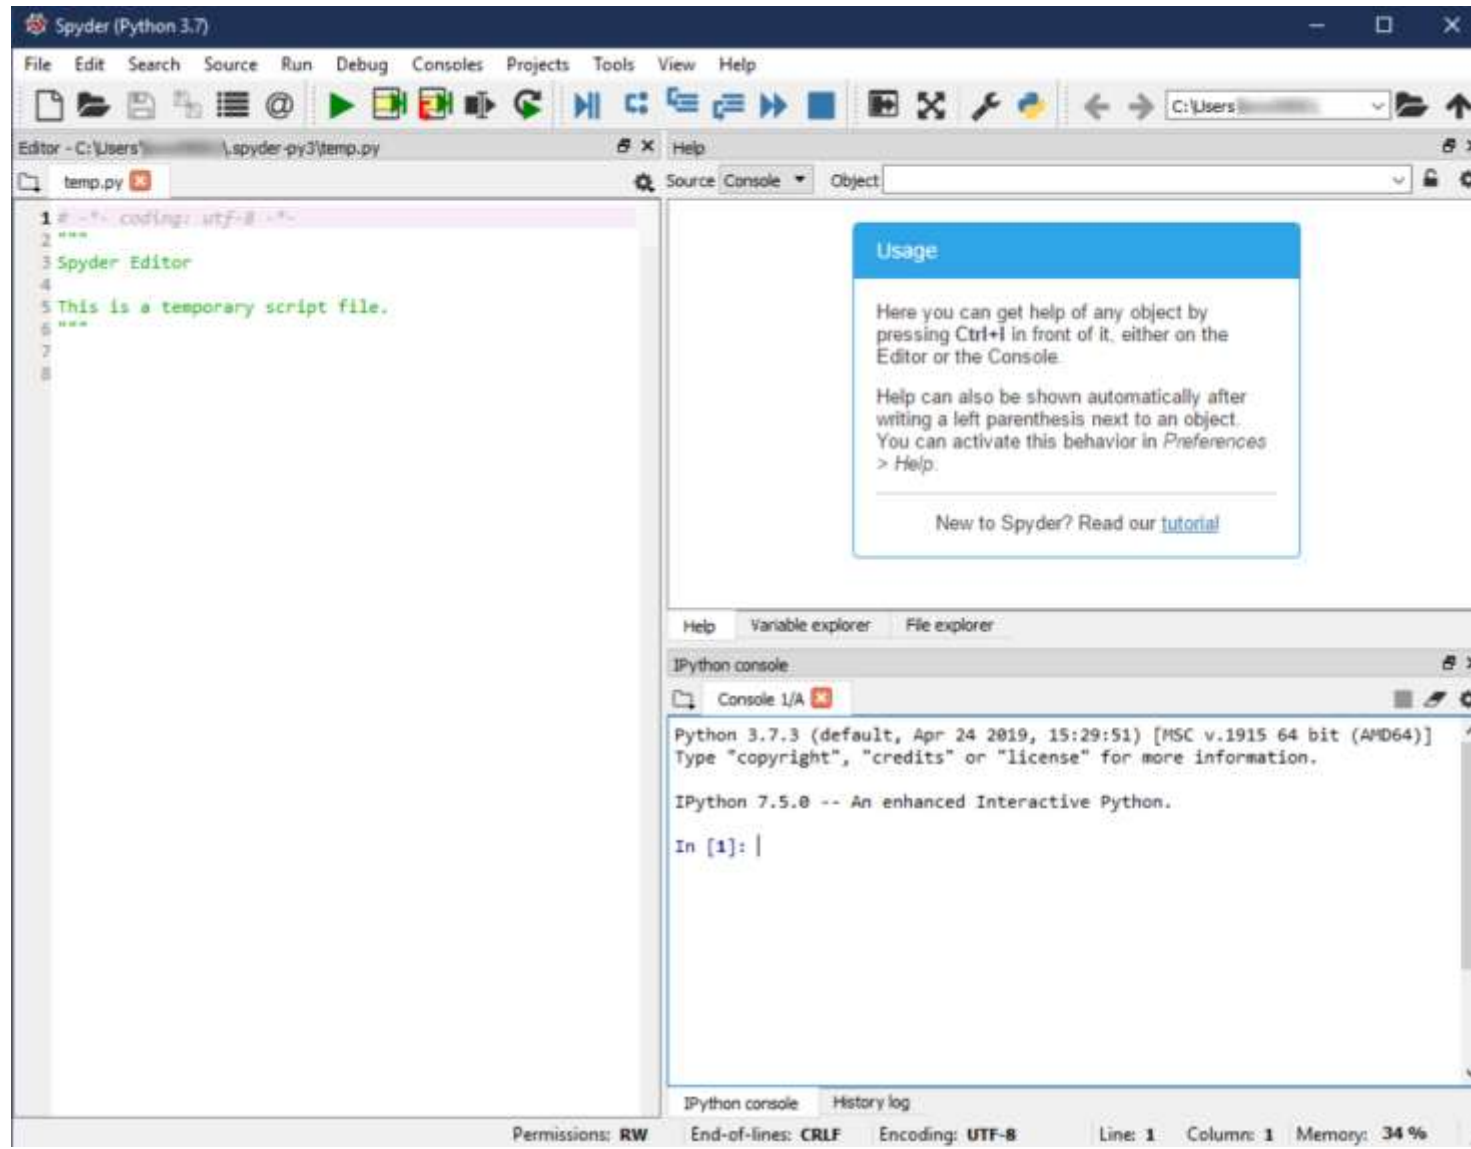 Spyder (Python 3.7)
File Edit Search Source Run Debug Consoles Projects Tools View Help
C:\Users
Editor - C:\Users\ \.spyder-py3\temp.py
temp.py
1 # -*- coding: utf-8 -*-
2 """
3 Spyder Editor
4
5 This is a temporary script file.
6 """
7
8
Help
Source Console Object
Usage
Here you can get help of any object by
pressing Ctrl+I in front of it, either on the
Editor or the Console.
Help can also be shown automatically after
writing a left parenthesis next to an object.
You can activate this behavior in Preferences
> Help.
New to Spyder? Read our tutorial
Help Variable explorer File explorer
IPython console
Console 1/A
Python 3.7.3 (default, Apr 24 2019, 15:29:51) [MSC v.1915 64 bit (AMD64)]
Type "copyright", "credits" or "license" for more information.
IPython 7.5.0 -- An enhanced Interactive Python.
In [1]:
IPython console History log
Permissions: RW End-of-lines: CRLF Encoding: UTF-8 Line: 1 Column: 1 Memory: 34 %